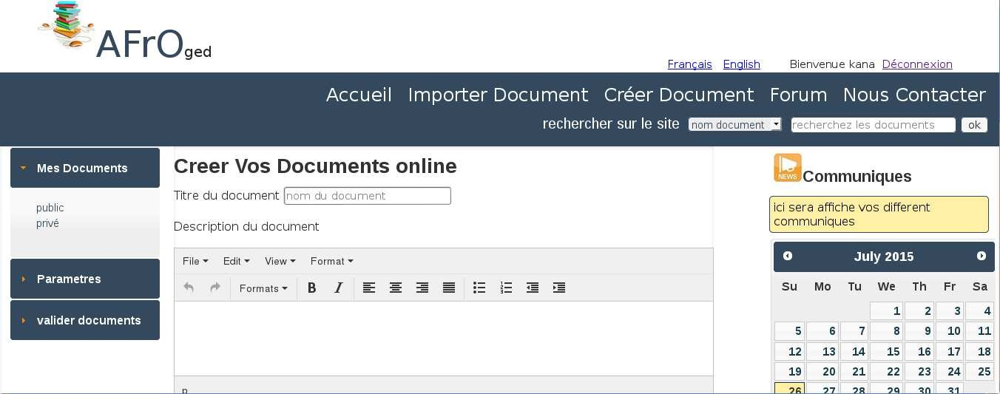 AFrOged
Français English Bienvenue kana Déconnexion
Accueil Importer Document Créer Document Forum Nous Contacter
rechercher sur le site nom document recherchez les documents ok
Mes Documents
public
privé
Parametres
valider documents
Creer Vos Documents online
Titre du document nom du document
Description du document
File Edit View Format
Formats B I
p
NEWS
Communiques
ici sera affiche vos different
communiques
July 2015
Su Mo Tu We Th Fr Sa
1 2 3 4
5 6 7 8 9 10 11
12 13 14 15 16 17 18
19 20 21 22 23 24 25
26 27 28 29 30 31